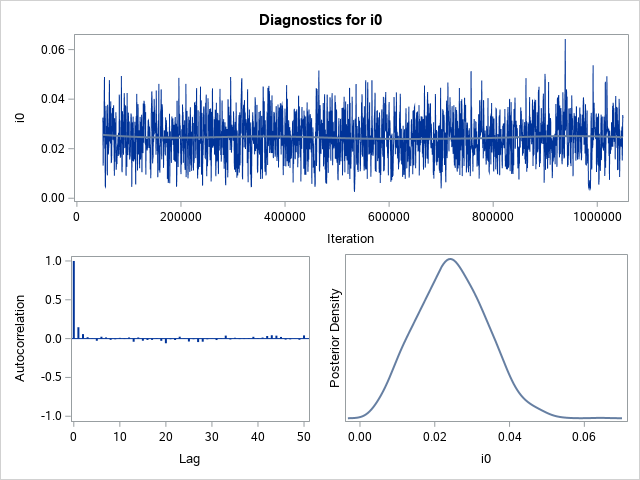 Diagnostics for i0
i0
0.06
0.04
0.02
0.00
0 200000 400000 600000 800000 1000000
Iteration
Autocorrelation
1.0
0.5
0.0
-0.5
-1.0
0 10 20 30 40 50
Lag
Posterior Density
0.00 0.02 0.04 0.06
i0